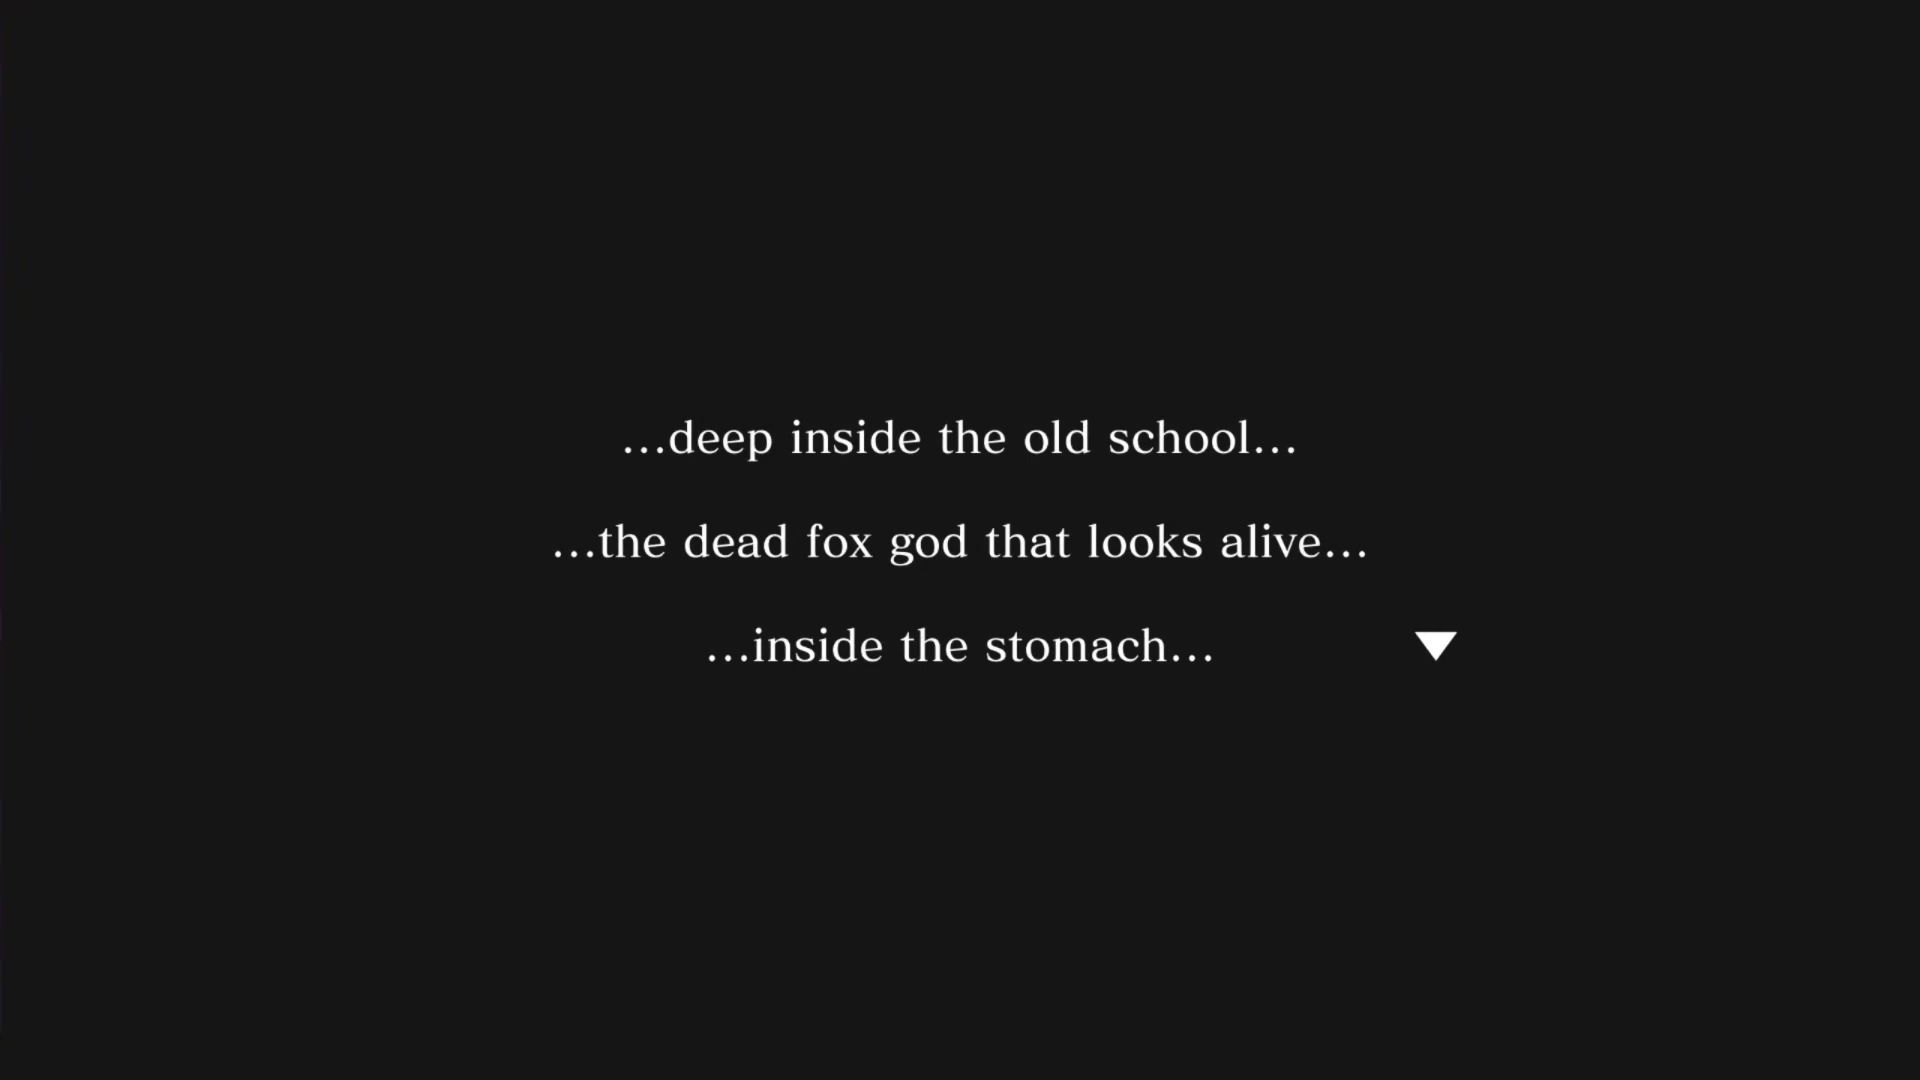 …deep inside the old school…
…the dead fox god that looks alive…
…inside the stomach…